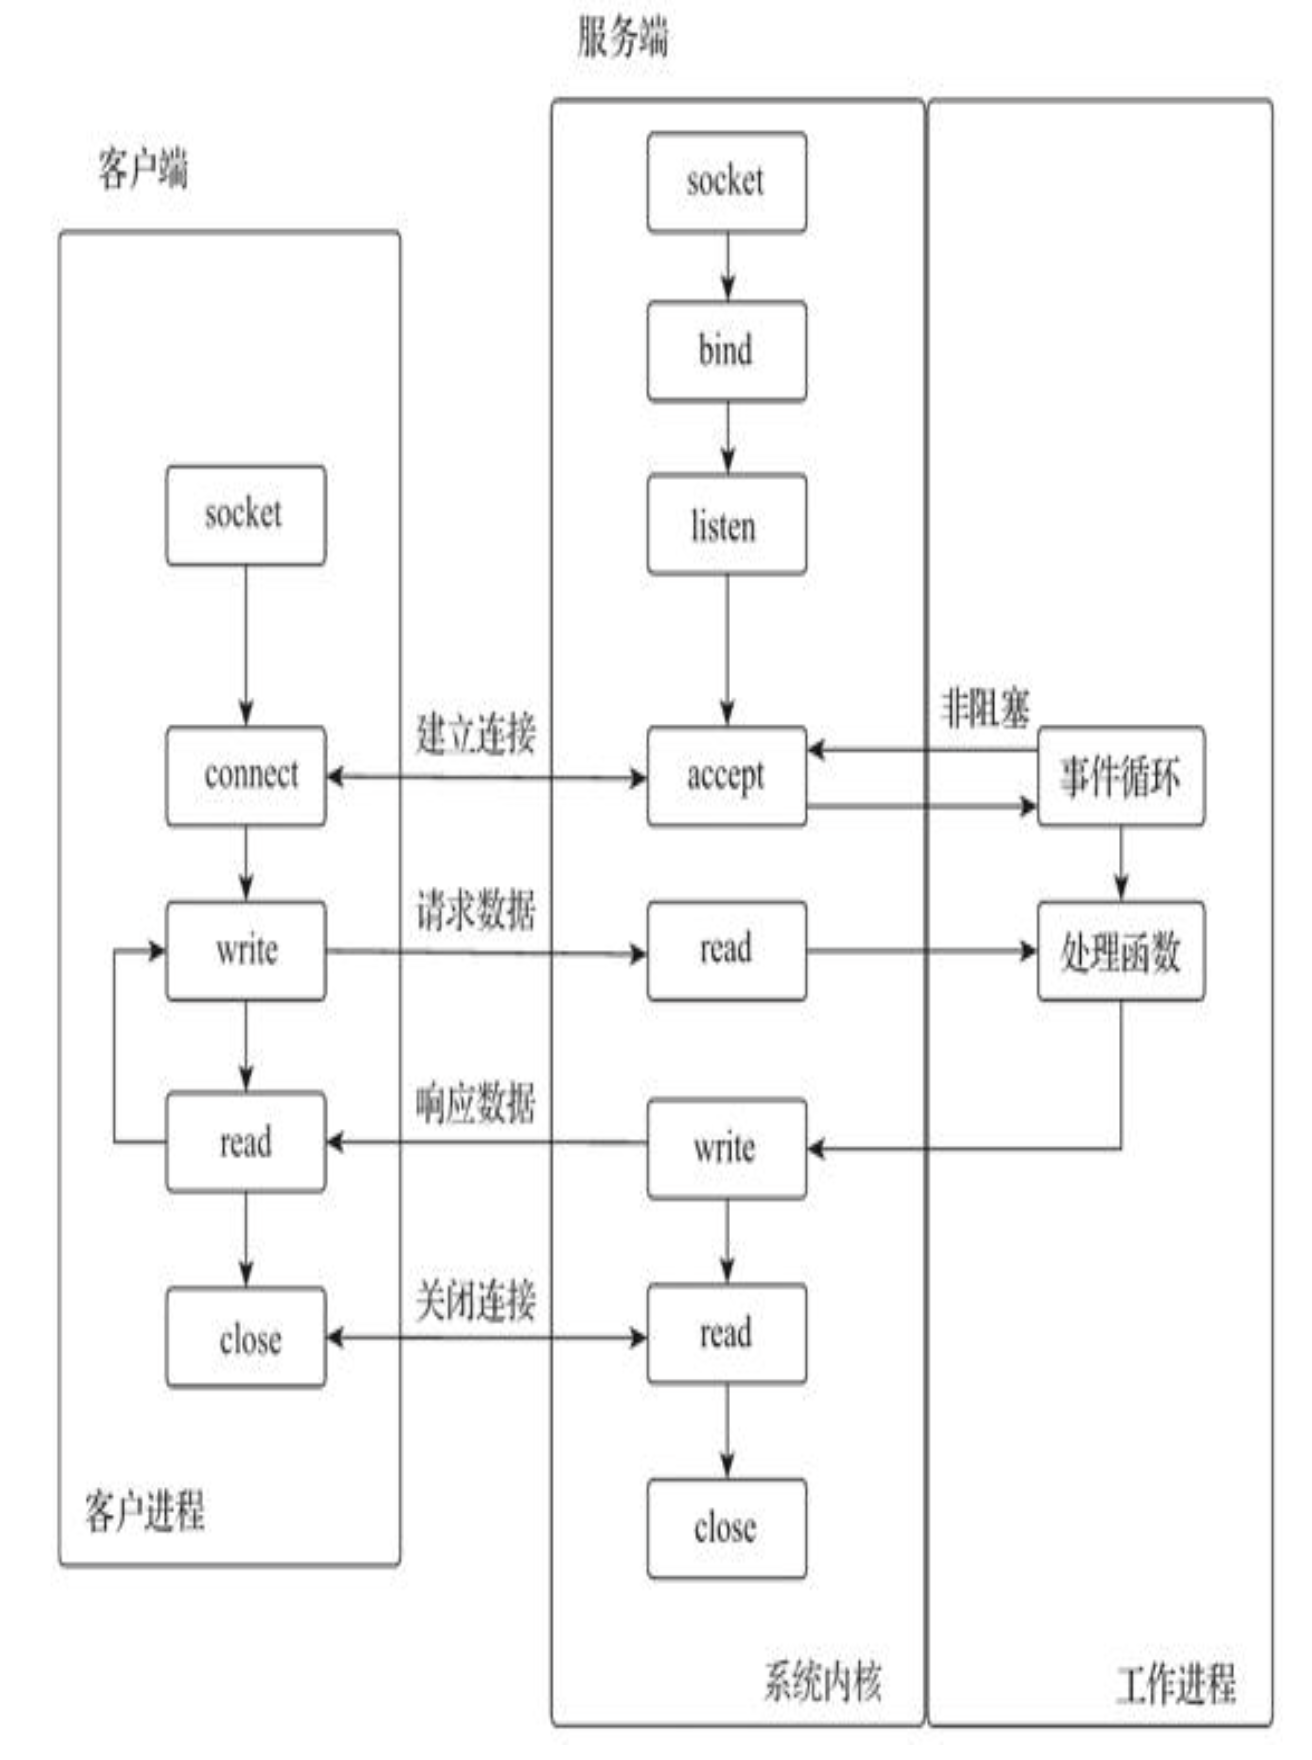 服务端
客户端
socket
bind
listen
socket
非阻塞
建立连接
connect
accept
事件循环
请求数据
write
read
处理函数
响应数据
read
write
关闭连接
close
read
close
客户进程
系统内核
工作进程